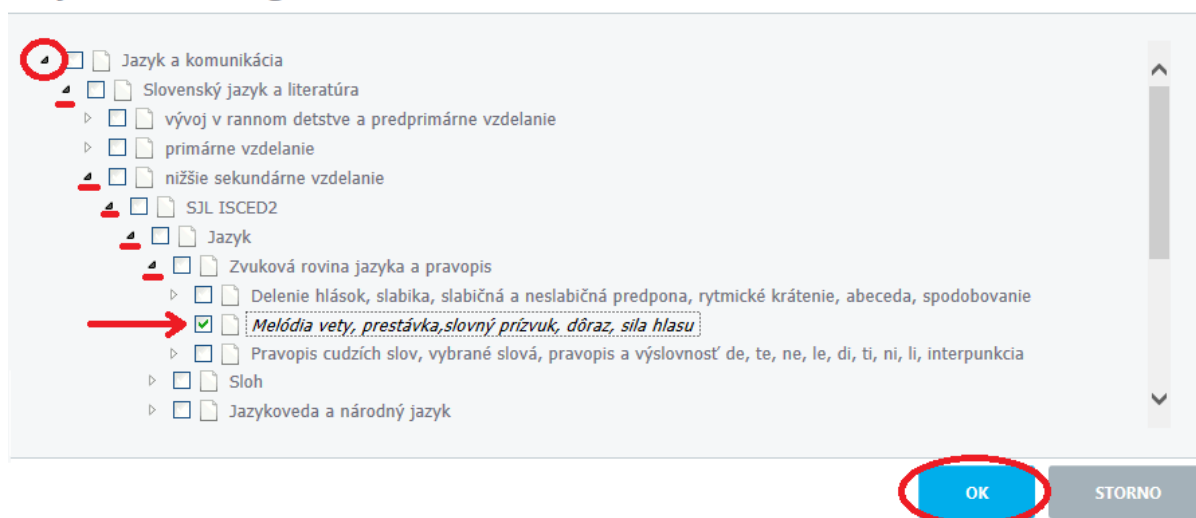 Jazyk a komunikácia
Slovenský jazyk a literatúra
vývoj v rannom detstve a predprimárne vzdelanie
primárne vzdelanie
nižšie sekundárne vzdelanie
SJL ISCED2
Jazyk
Zvuková rovina jazyka a pravopis
Delenie hlások, slabika, slabičná a neslabičná predpona, rytmické krátenie, abeceda, spodobovanie
Melódia vety, prestávka,slovný prízvuk, dôraz, sila hlasu
Pravopis cudzích slov, vybrané slová, pravopis a výslovnosť de, te, ne, le, di, ti, ni, li, interpunkcia
Sloh
Jazykoveda a národný jazyk
OK STORNO